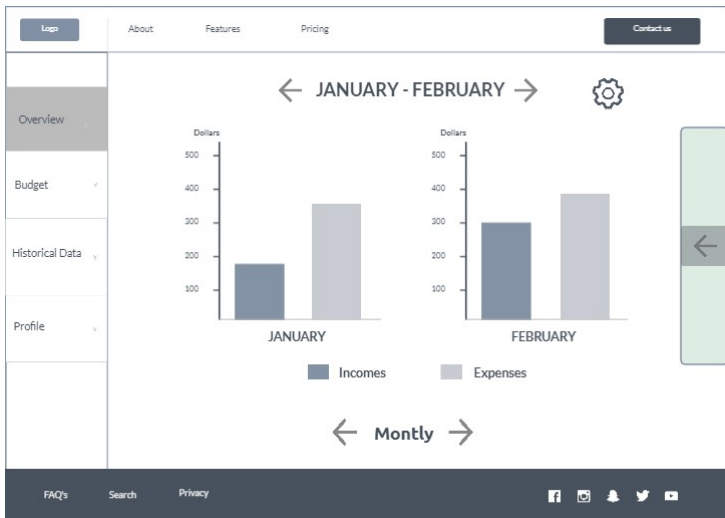 Logo
About
Features
Pricing
Contact us
JANUARY - FEBRUARY
Overview
Budget
Historical Data
Profile
Dollars
500
400
300
200
100
JANUARY
Dollars
500
400
300
200
100
FEBRUARY
Incomes
Expenses
Montly
FAQ's
Search
Privacy